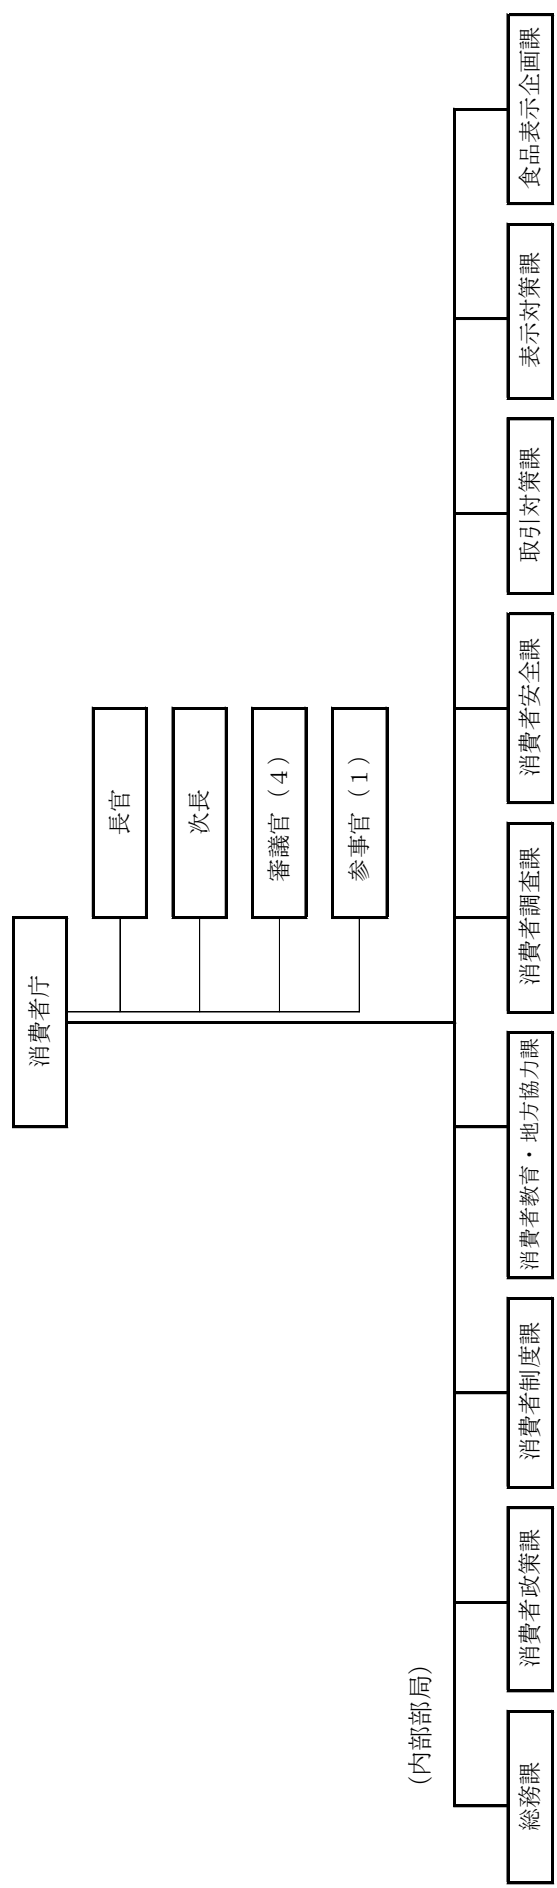 消費者庁
長官
次長
審議官（４）
参事官（１）
(内部部局)
総務課
消費者政策課
消費者制度課
消費者教育・地方協力課
消費者調査課
消費者安全課
取引対策課
表示対策課
食品表示企画課